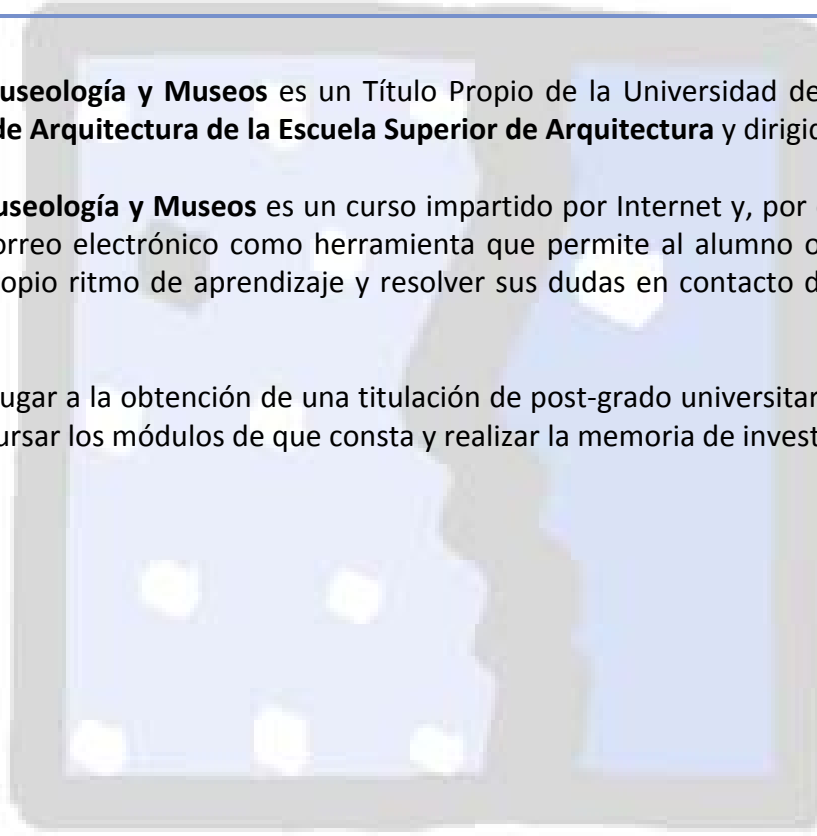 useología y Museos es un Título Propio de la Universidad de
de Arquitectura de la Escuela Superior de Arquitectura y dirigid
useología y Museos es un curso impartido por Internet y, por
orreo electrónico como herramienta que permite al alumno o
opio ritmo de aprendizaje y resolver sus dudas en contacto d
ugar a la obtención de una titulación de post-grado universitar
ursar los módulos de que consta y realizar la memoria de invest